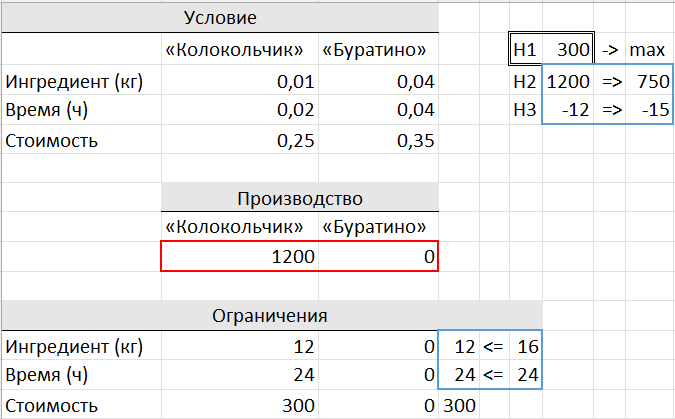 Условие
«Колокольчик» «Буратино» H1 300 -> max
Ингредиент (кг) 0,01 0,04 H2 1200 => 750
Время (ч) 0,02 0,04 H3 -12 => -15
Стоимость 0,25 0,35
Производство
«Колокольчик» «Буратино»
1200 0
Ограничения
Ингредиент (кг) 12 0 12 <= 16
Время (ч) 24 0 24 <= 24
Стоимость 300 0 300